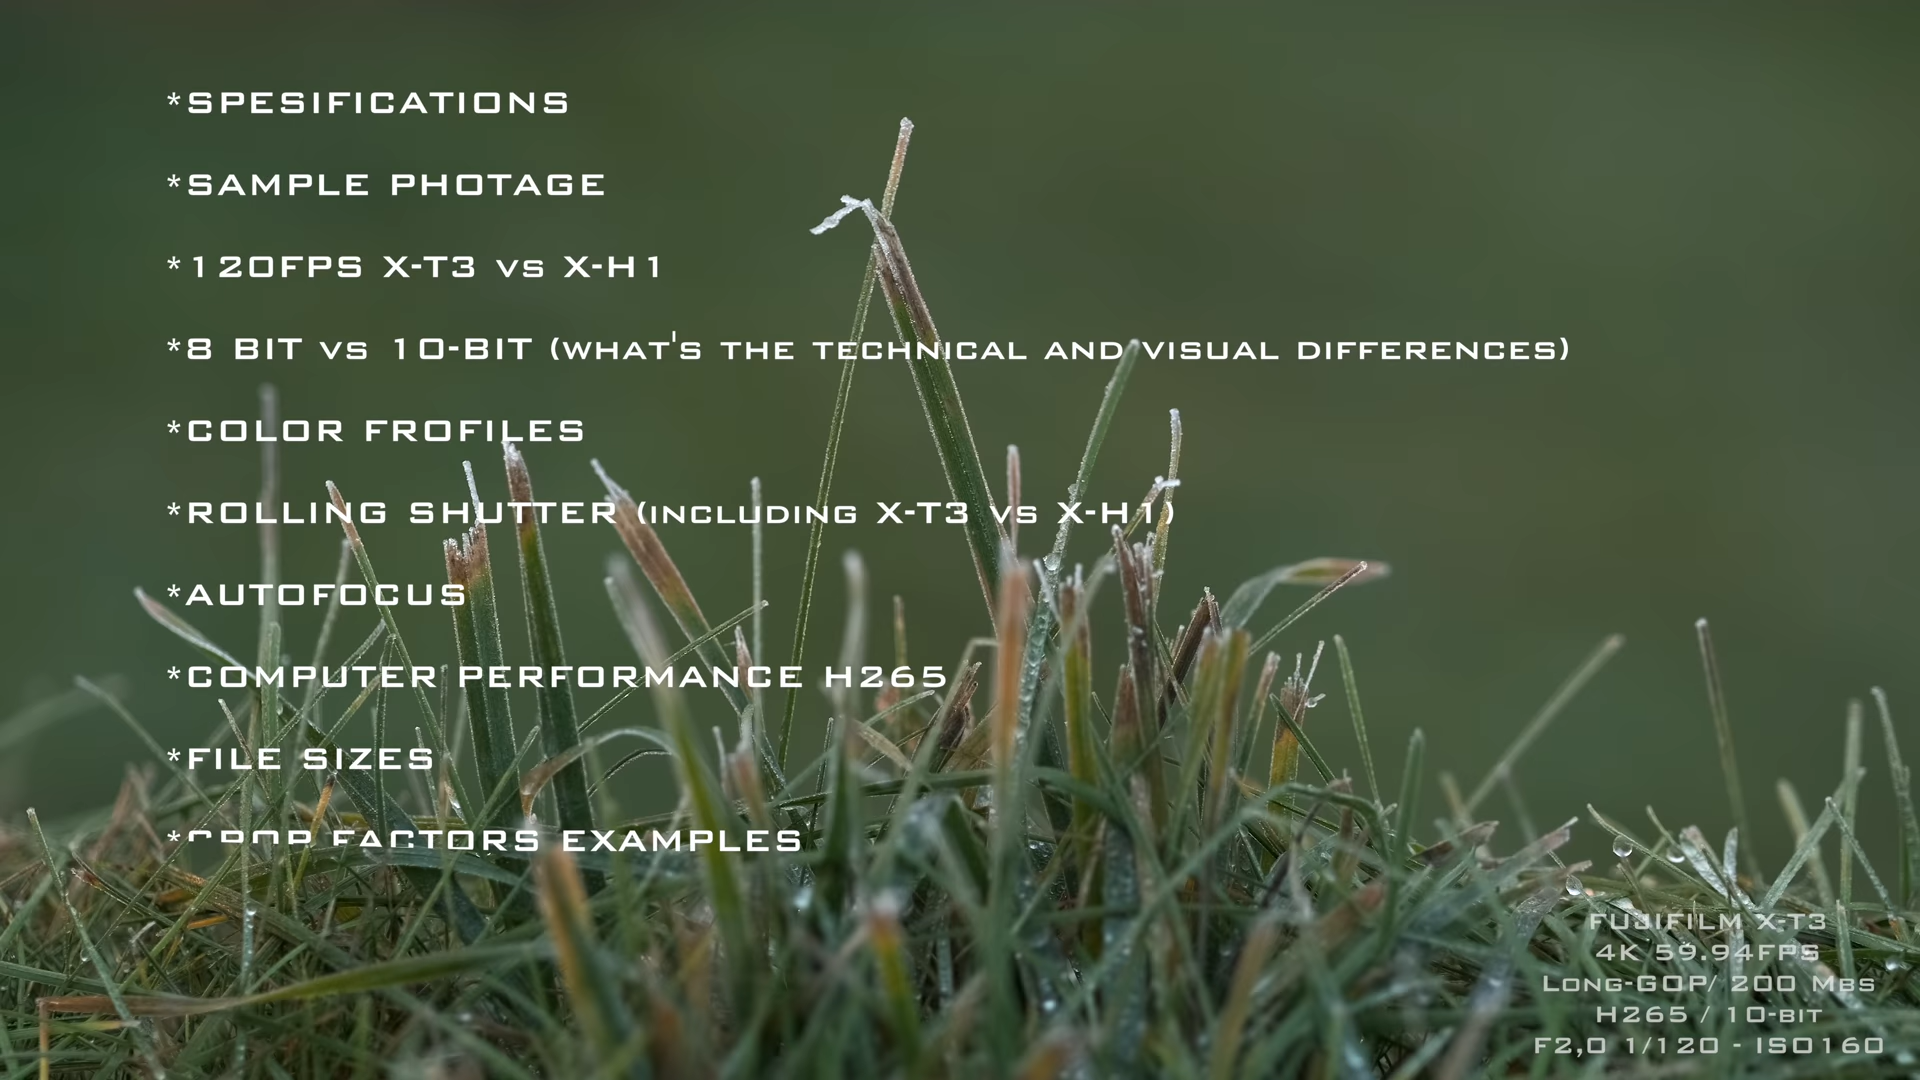 *SPESIFICATIONS
*SAMPLE PHOTAGE
*120FPS X-T3 vs X-H1
*8 BIT vs 10-BIT (WHAT'S THE TECHNICAL AND VISUAL DIFFERENCES)
*COLOR FROFILES
*ROLLING SHUTTER (INCLUDING X-T3 vs X-H1)
*AUTOFOCUS
*COMPUTER PERFORMANCE H265
*FILE SIZES
*CROP FACTORS EXAMPLES
FUJIFILM X-T3
4K 59.94FPS
LONG-GOP/ 200 MBS
H265 / 10-BIT
F2,0 1/120 - ISO160